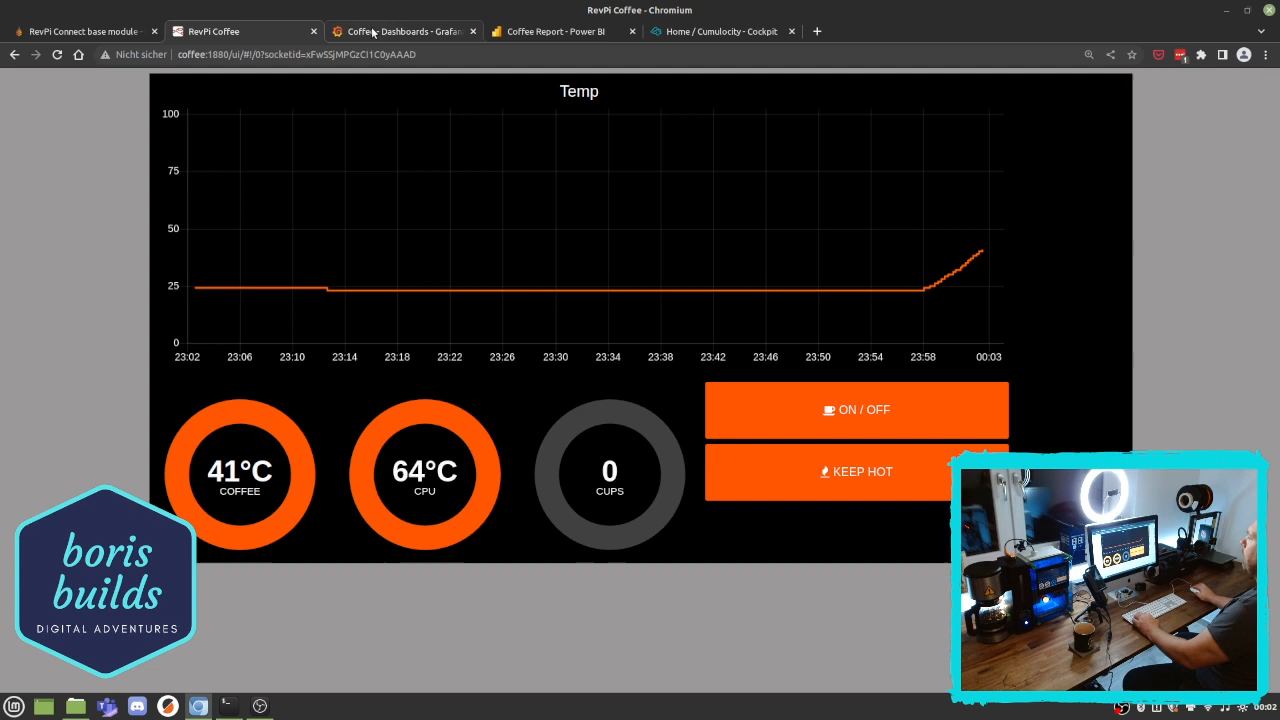 RevPi Coffee - Chromium
RevPi Connect base module -
RevPi Coffee
Coffee - Dashboards - Grafan
Coffee Report - Power BI
Home / Cumulocity - Cockpit
Nicht sicher
coffee:1880/ui/#!/0?socketid=xFwSSjMPGzCI1C0yAAAD
1
Temp
100
75
50
25
0
23:02 23:06 23:10 23:14 23:18 23:22 23:26 23:30 23:34 23:38 23:42 23:46 23:50 23:54 23:58 00:03
ON / OFF
KEEP HOT
41°C
COFFEE
64°C
CPU
0
CUPS
boris
builds
DIGITAL ADVENTURES
00:02